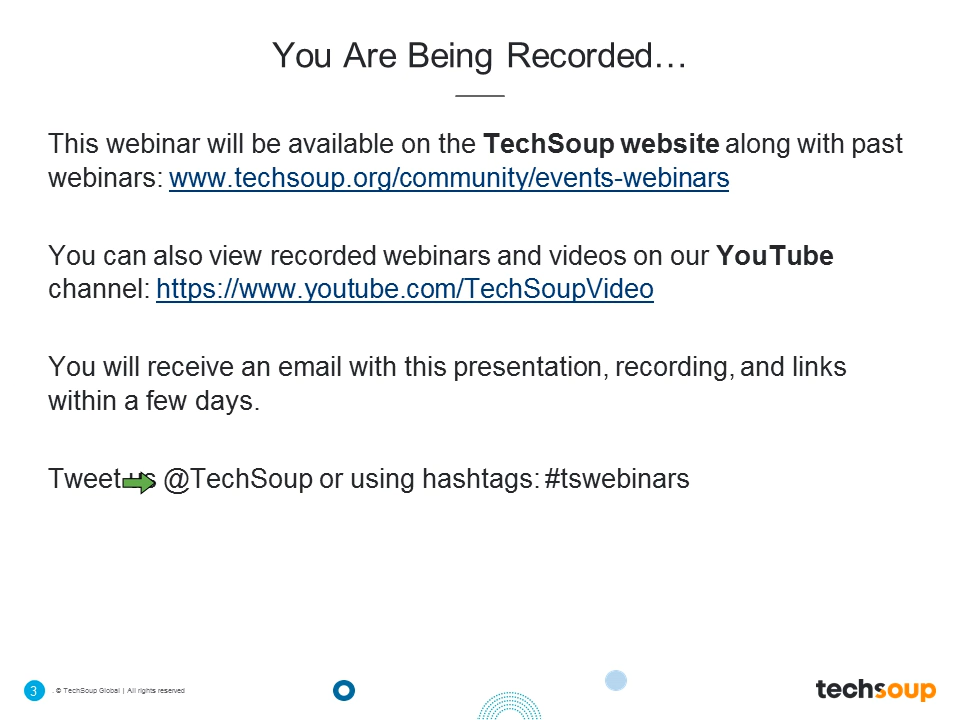 You Are Being Recorded…
This webinar will be available on the TechSoup website along with past
webinars: www.techsoup.org/community/events-webinars
You can also view recorded webinars and videos on our YouTube
channel: https://www.youtube.com/TechSoupVideo
You will receive an email with this presentation, recording, and links
within a few days.
Tweet us @TechSoup or using hashtags: #tswebinars
3 . © TechSoup Global | All rights reserved
techsoup